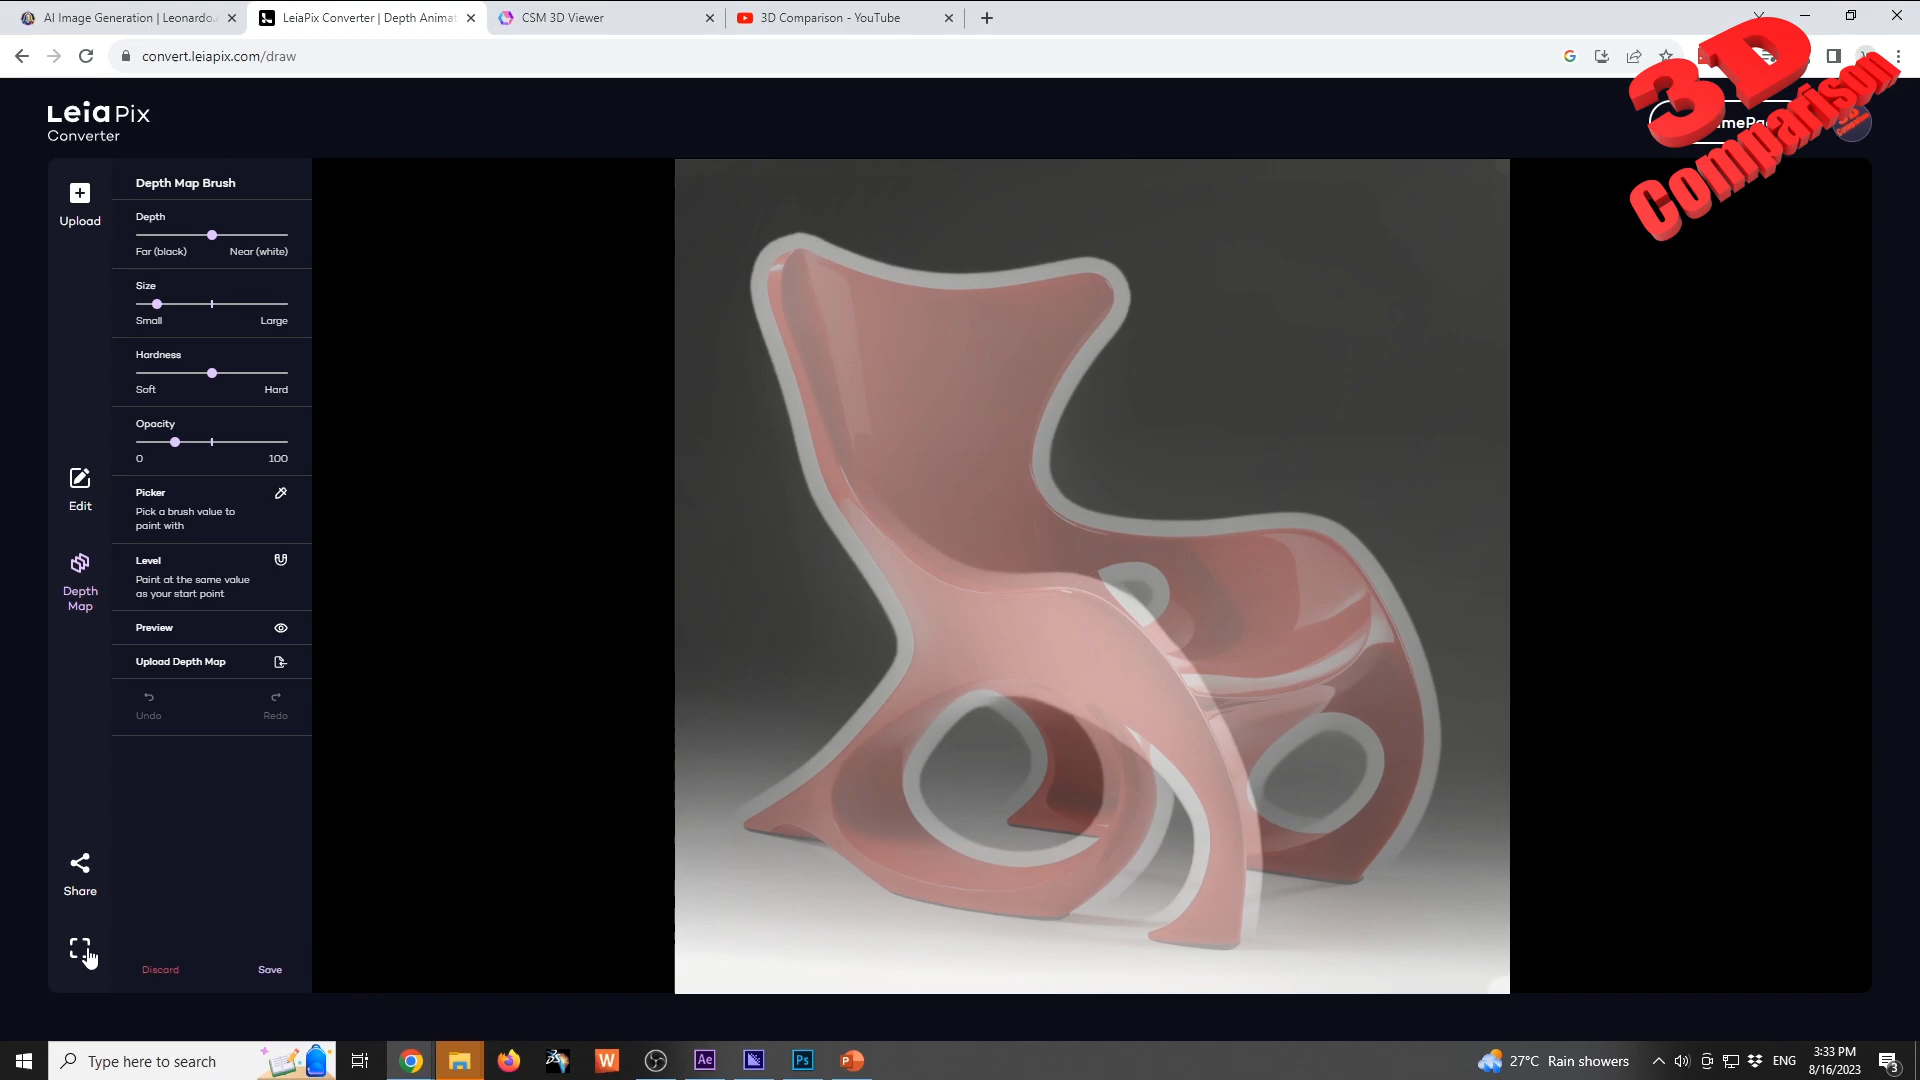 AI Image Generation | Leonardo.
LeiaPix Converter | Depth Animat
CSM 3D Viewer
3D Comparison - YouTube
convert.leiapix.com/draw
3D
Comparison
Leia Pix
Converter
Upload
Edit
Depth
Map
Share
Depth Map Brush
Depth
Far (black) Near (white)
Size
Small Large
Hardness
Soft Hard
Opacity
0 100
Picker
Pick a brush value to
paint with
Level
Paint at the same value
as your start point
Preview
Upload Depth Map
Undo Redo
Discard Save
Type here to search
W
Ae
Ps
P
27°C Rain showers
ENG
3:33 PM
8/16/2023
3